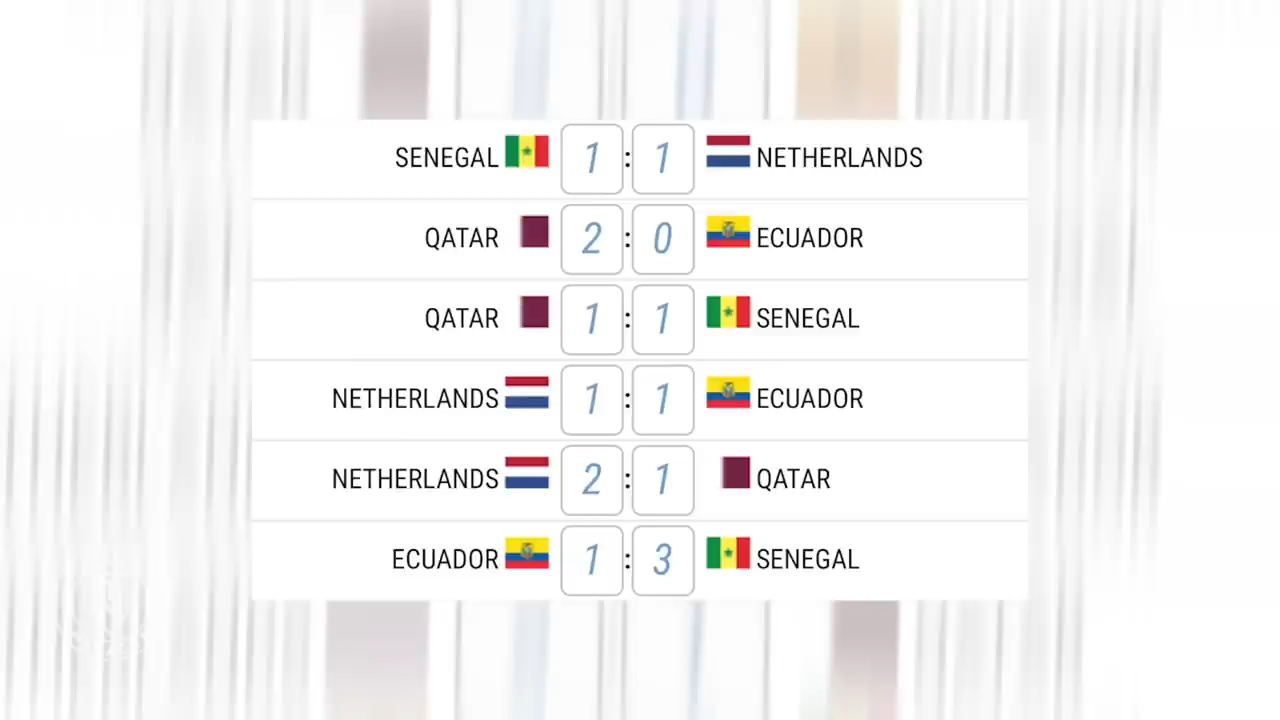 SENEGAL 1 : 1 NETHERLANDS
QATAR 2 : 0 ECUADOR
QATAR 1 : 1 SENEGAL
NETHERLANDS 1 : 1 ECUADOR
NETHERLANDS 2 : 1 QATAR
ECUADOR 1 : 3 SENEGAL